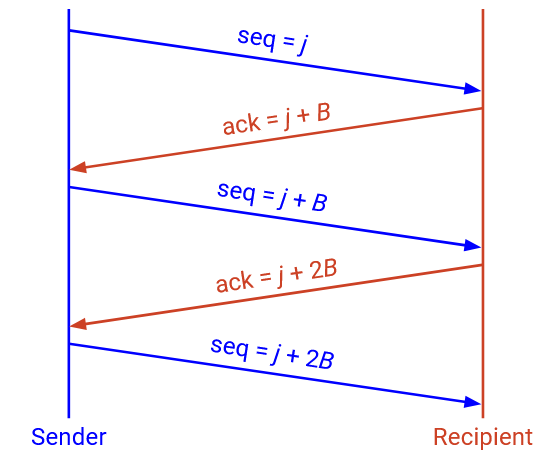 seq = j
ack = j + B
seq = j + B
ack = j + 2B
seq = j + 2B
Sender
Recipient